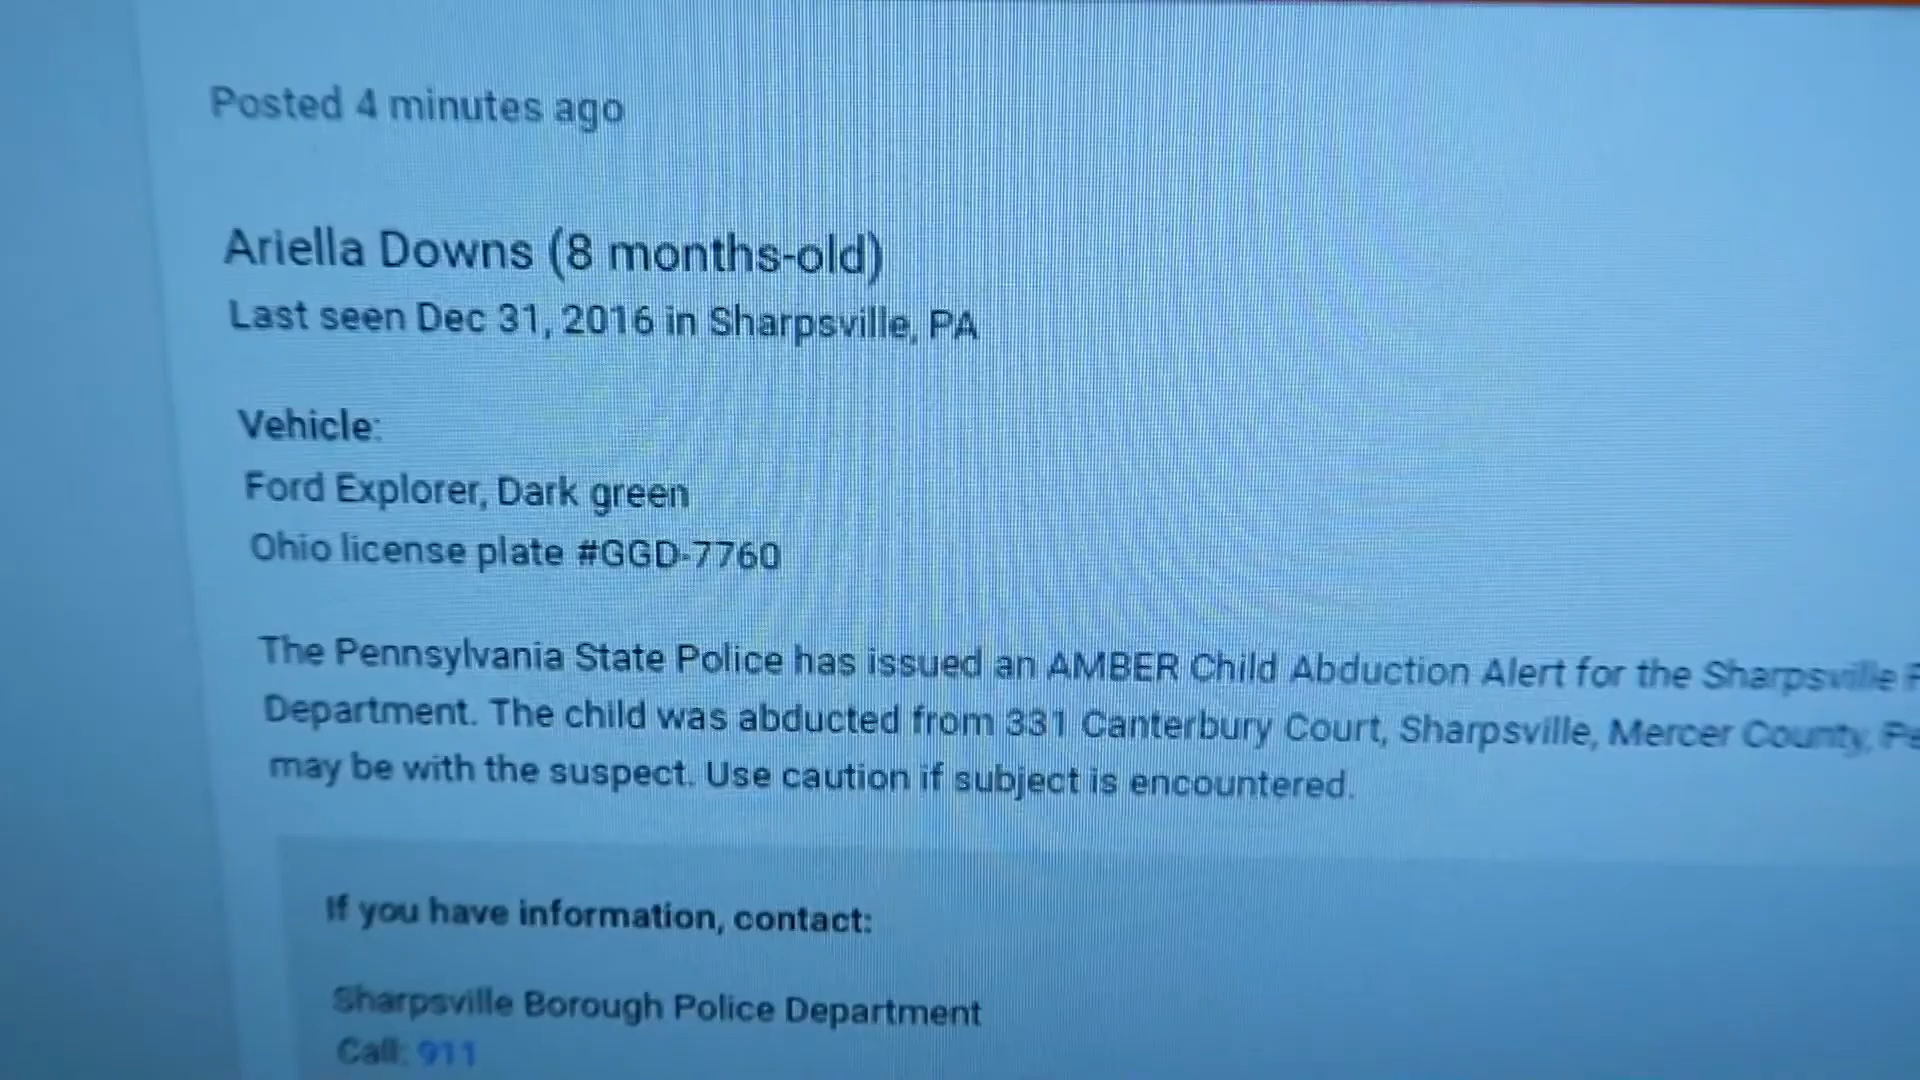 Posted 4 minutes ago
Ariella Downs (8 months-old)
Last seen Dec 31, 2016 in Sharpsville, PA
Vehicle:
Ford Explorer, Dark green
Ohio license plate #GGD-7760
The Pennsylvania State Police has issued an AMBER Child Abduction Alert for the Sharpsville
Department. The child was abducted from 331 Canterbury Court, Sharpsville, Mercer County,
may be with the suspect. Use caution if subject is encountered.
If you have information, contact:
Sharpsville Borough Police Department
Call: 911